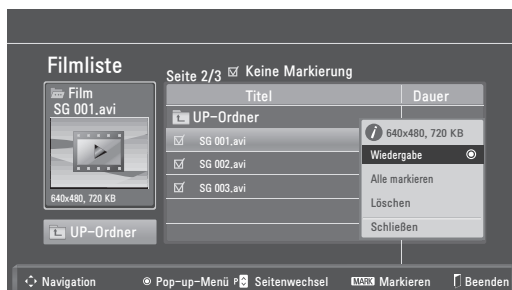 Filmliste
Seite 2/3 ☑ Keine Markierung
Film
SG 001.avi
640x480, 720 KB
UP-Ordner
Titel Dauer
UP-Ordner
SG 001.avi
SG 002.avi
SG 003.avi
640x480, 720 KB
Wiedergabe
Alle markieren
Löschen
Schließen
Navigation Pop-up-Menü P Seitenwechsel MARK Markieren Beenden